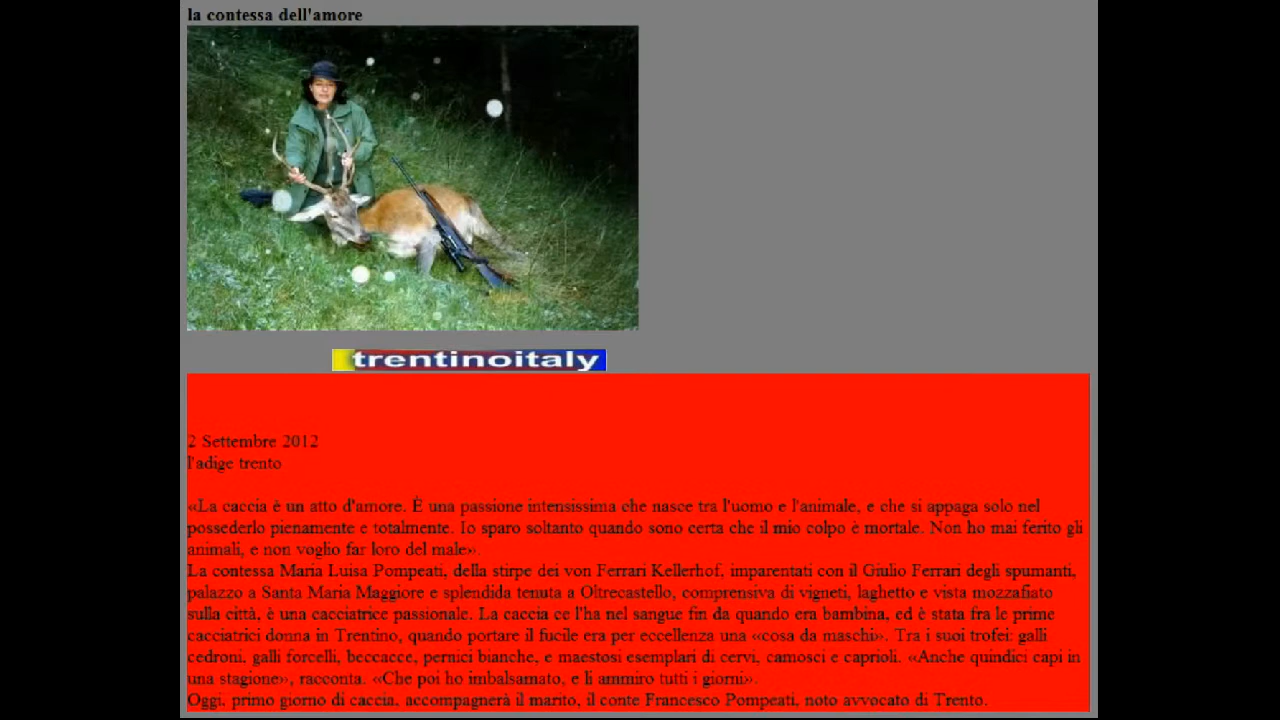 la contessa dell'amore
trentinoitaly
2 Settembre 2012
l'adige trento
«La caccia è un atto d'amore. È una passione intensissima che nasce tra l'uomo e l'animale, e che si appaga solo nel
possederlo pienamente e totalmente. Io sparo soltanto quando sono certa che il mio colpo è mortale. Non ho mai ferito gli
animali, e non voglio far loro del male».
La contessa Maria Luisa Pompeati, della stirpe dei von Ferrari Kellerhof, imparentati con il Giulio Ferrari degli spumanti,
palazzo a Santa Maria Maggiore e splendida tenuta a Oltrecastello, comprensiva di vigneti, laghetto e vista mozzafiato
sulla città, è una cacciatrice passionale. La caccia ce l'ha nel sangue fin da quando era bambina, ed è stata fra le prime
cacciatrici donna in Trentino, quando portare il fucile era per eccellenza una «cosa da maschi». Tra i suoi trofei: galli
cedroni, galli forcelli, beccacce, pernici bianche, e maestosi esemplari di cervi, camosci e caprioli. «Anche quindici capi in
una stagione», racconta. «Che poi ho imbalsamato, e li ammiro tutti i giorni».
Oggi, primo giorno di caccia, accompagnerà il marito, il conte Francesco Pompeati, noto avvocato di Trento.